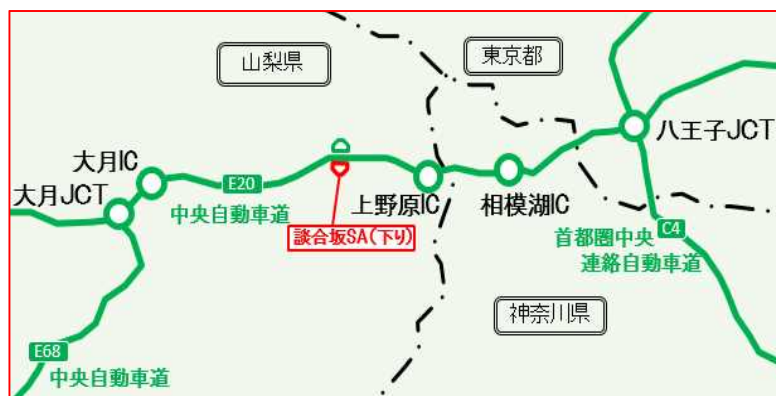 山梨県
東京都
八王子JCT
大月IC
大月JCT
E20
中央自動車道
上野原IC
相模湖IC
談合坂SA(下り)
首都圏中央
連絡自動車道
C4
神奈川県
E68
中央自動車道